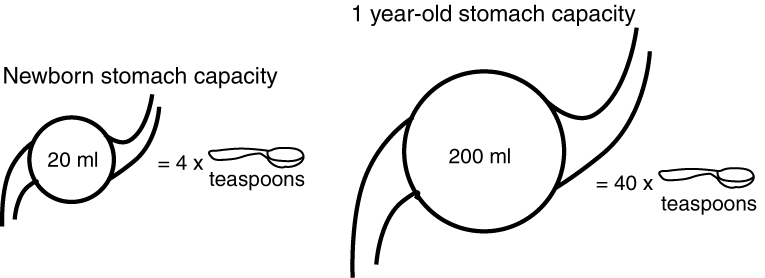 Newborn stomach capacity
20 ml
= 4 x
teaspoons
1 year-old stomach capacity
200 ml
= 40 x
teaspoons